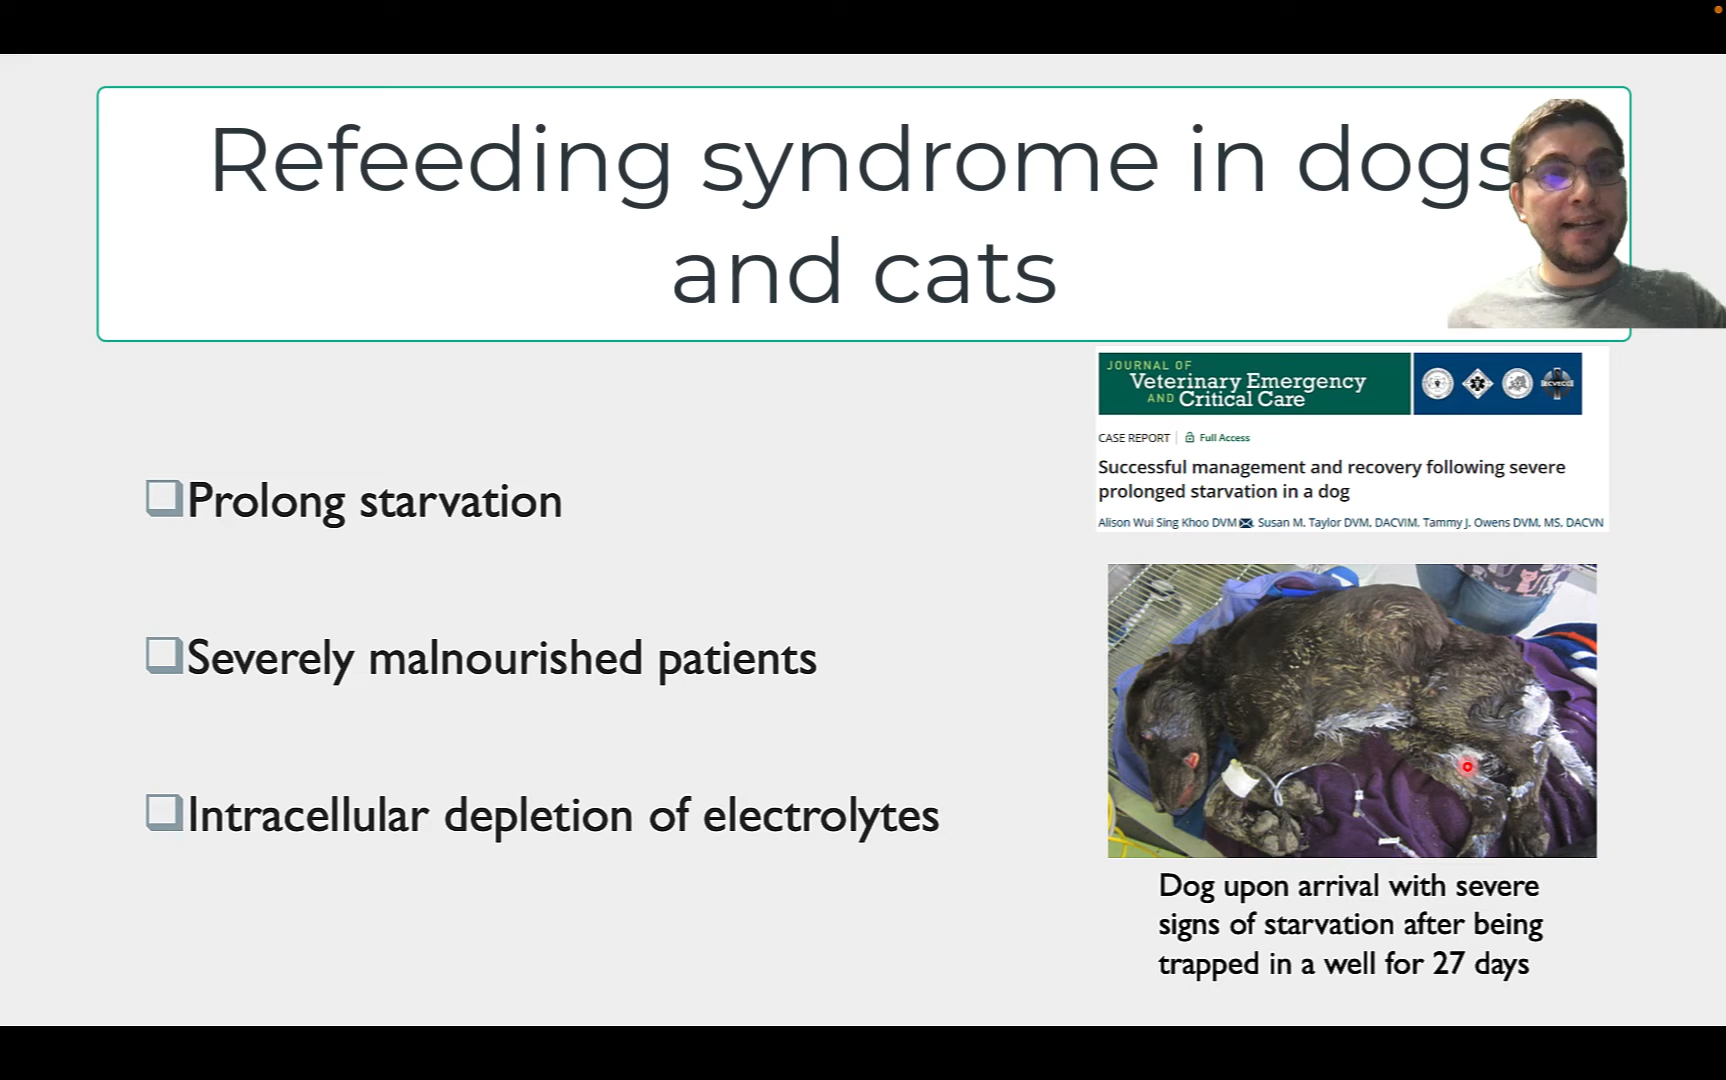 Refeeding syndrome in dogs
and cats
Prolong starvation
Severely malnourished patients
Intracellular depletion of electrolytes
JOURNAL OF
Veterinary Emergency
AND Critical Care
CASE REPORT | Full Access
Successful management and recovery following severe
prolonged starvation in a dog
Alison Wui Sing Khoo DVM, Susan M. Taylor DVM, DACVIM, Tammy J. Owens DVM, MS, DACVN
Dog upon arrival with severe
signs of starvation after being
trapped in a well for 27 days